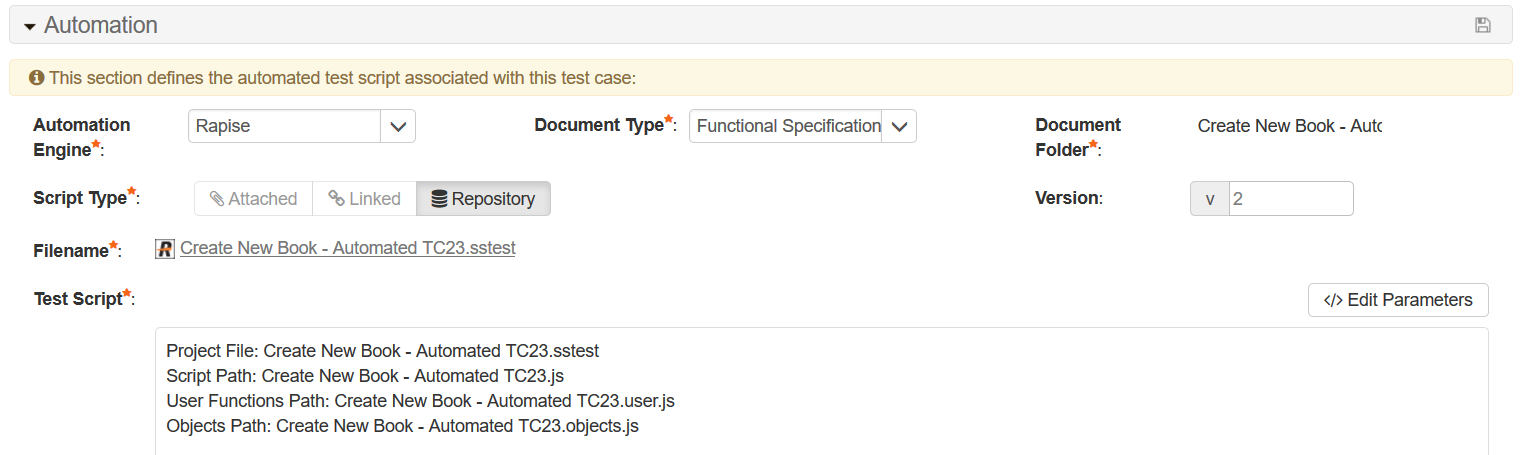 Automation
This section defines the automated test script associated with this test case:
Automation Engine*: Rapise Document Type*: Functional Specification Document Folder*: Create New Book - Auto
Script Type*: Attached Linked Repository Version: v 2
Filename*: Create New Book - Automated TC23.sstest
Test Script*: </> Edit Parameters
Project File: Create New Book - Automated TC23.sstest
Script Path: Create New Book - Automated TC23.js
User Functions Path: Create New Book - Automated TC23.user.js
Objects Path: Create New Book - Automated TC23.objects.js